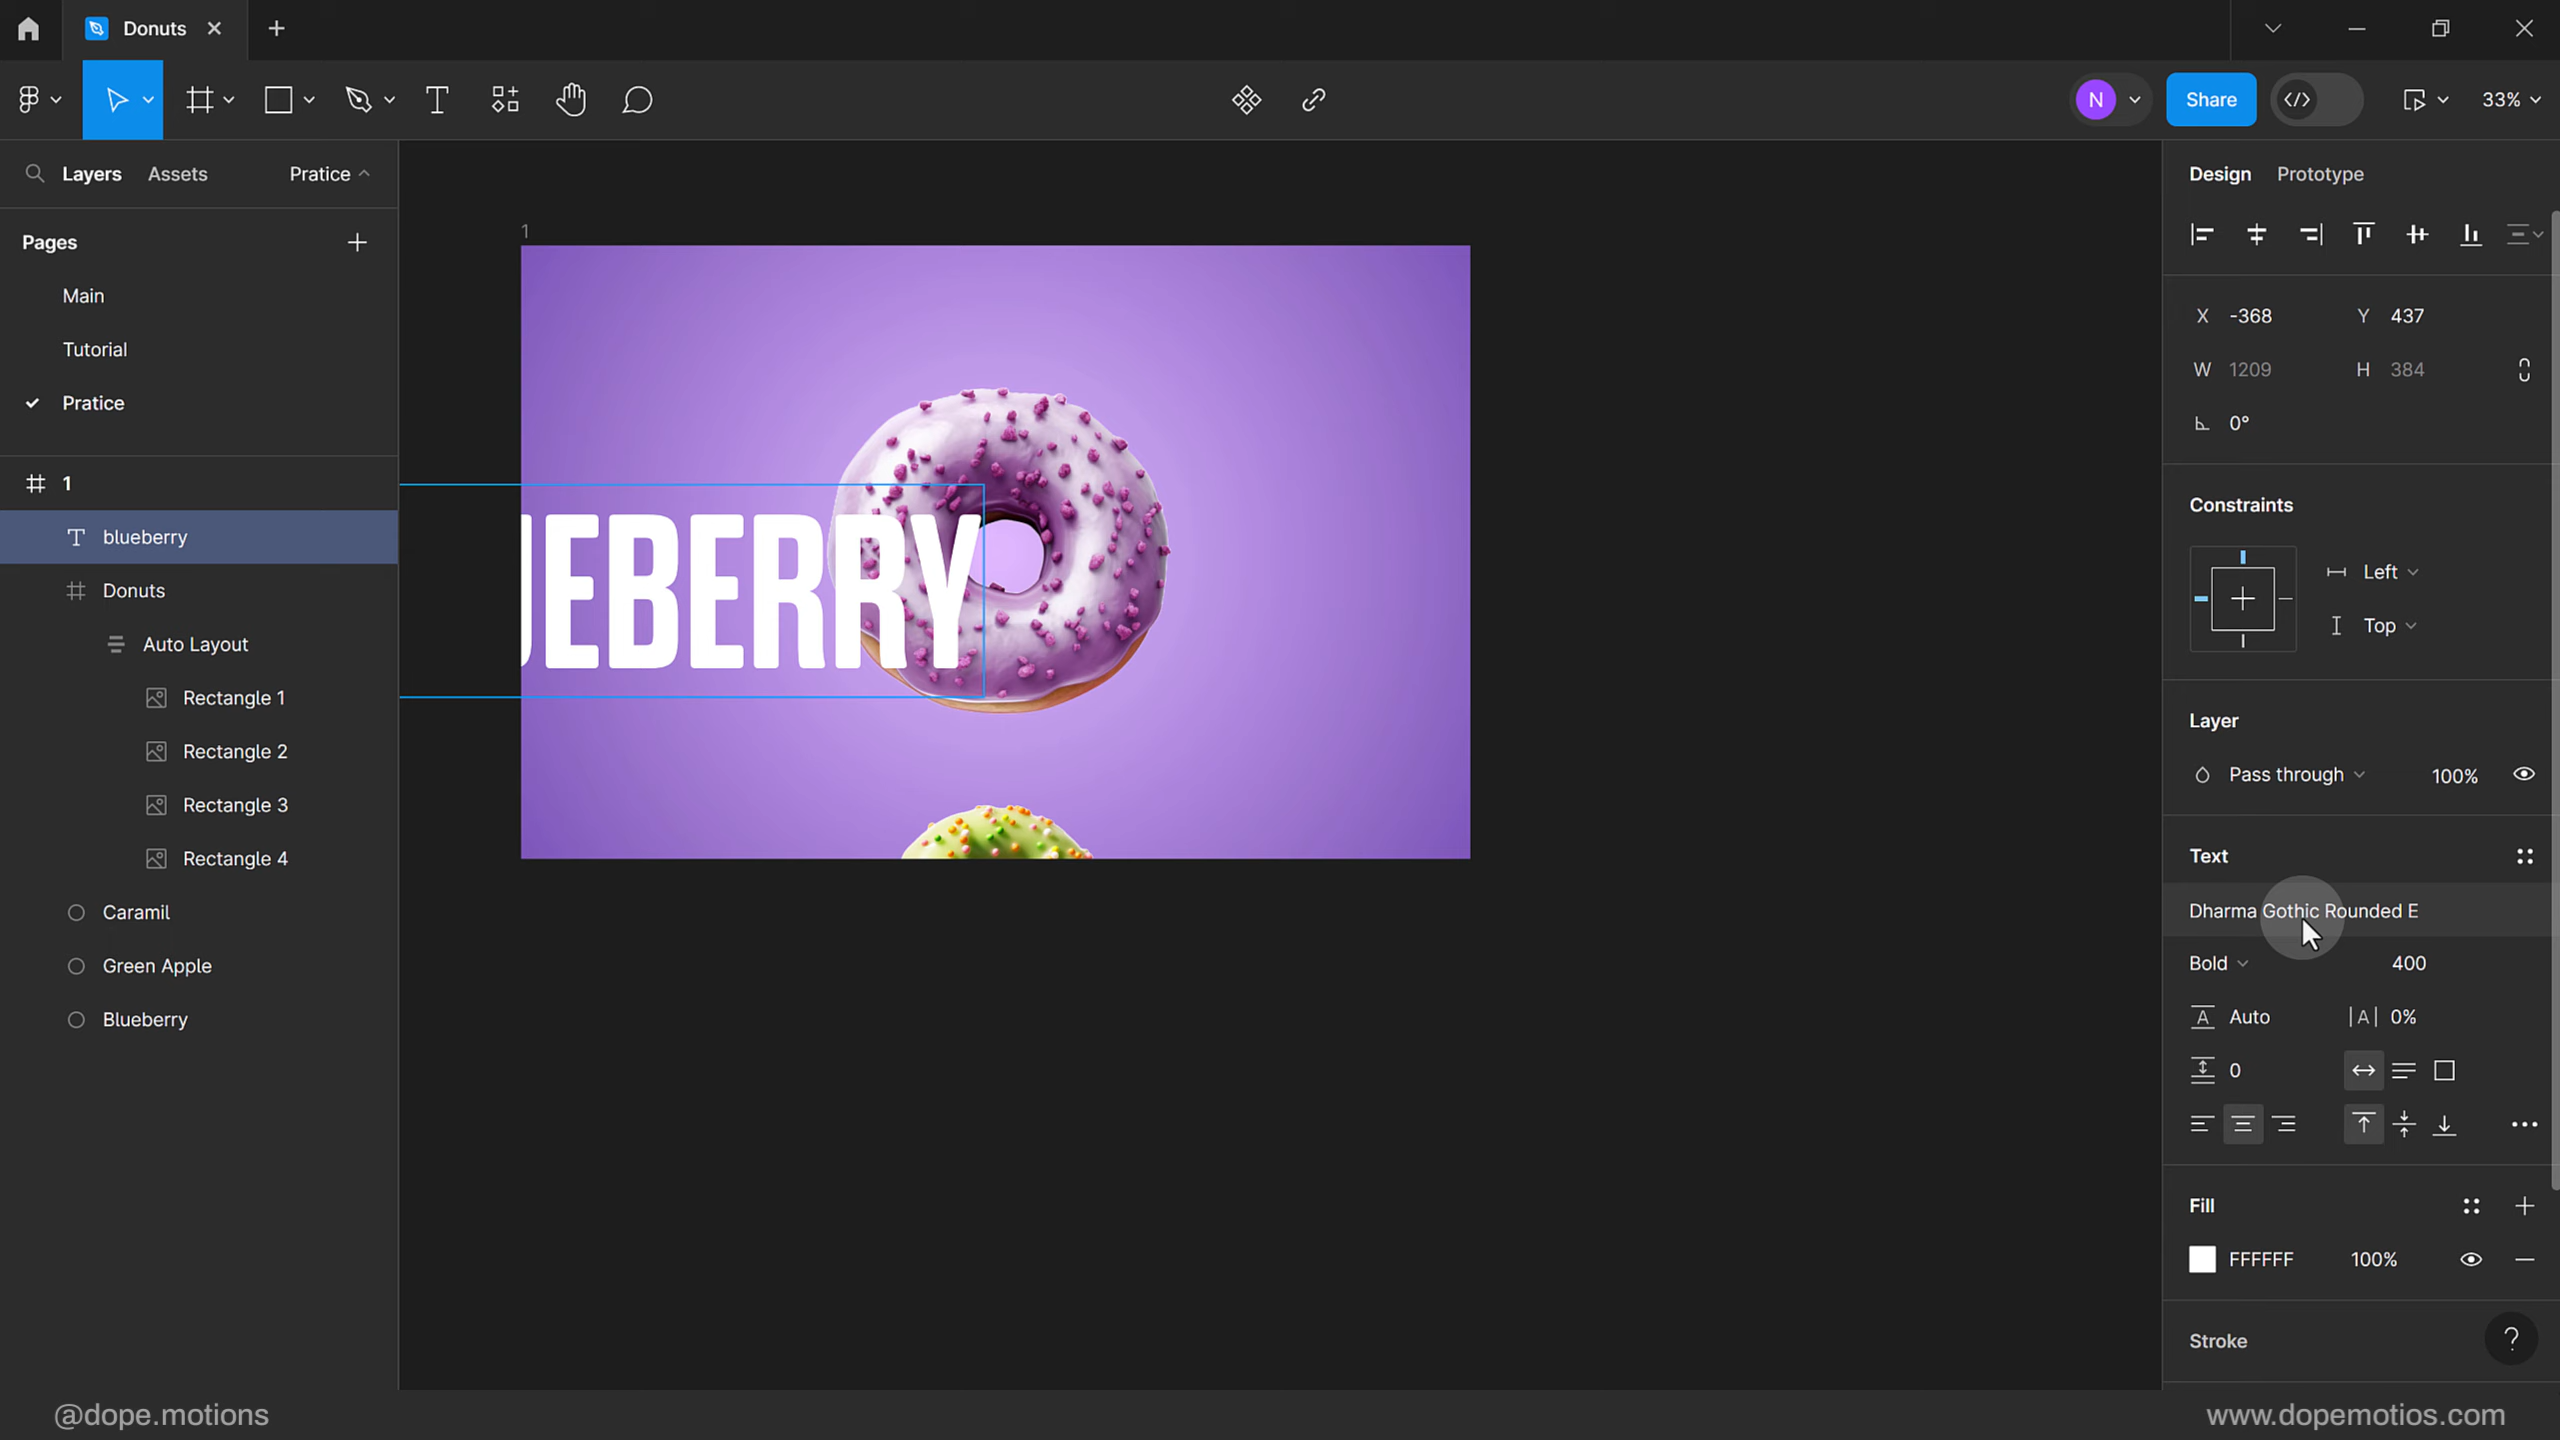 Donuts
N
Share
33%
Layers
Assets
Pratice
Design
Prototype
Pages
Main
Tutorial
Pratice
1
blueberry
Donuts
Auto Layout
Rectangle 1
Rectangle 2
Rectangle 3
Rectangle 4
Caramil
Green Apple
Blueberry
1
UEBERRY
X -368 Y 437
W 1209 H 384
0°
Constraints
Left
Top
Layer
Pass through 100%
Text
Dharma Gothic Rounded E
Bold 400
A Auto |A| 0%
0
Fill
FFFFFF 100%
Stroke
?
@dope.motions
www.dopemotios.com